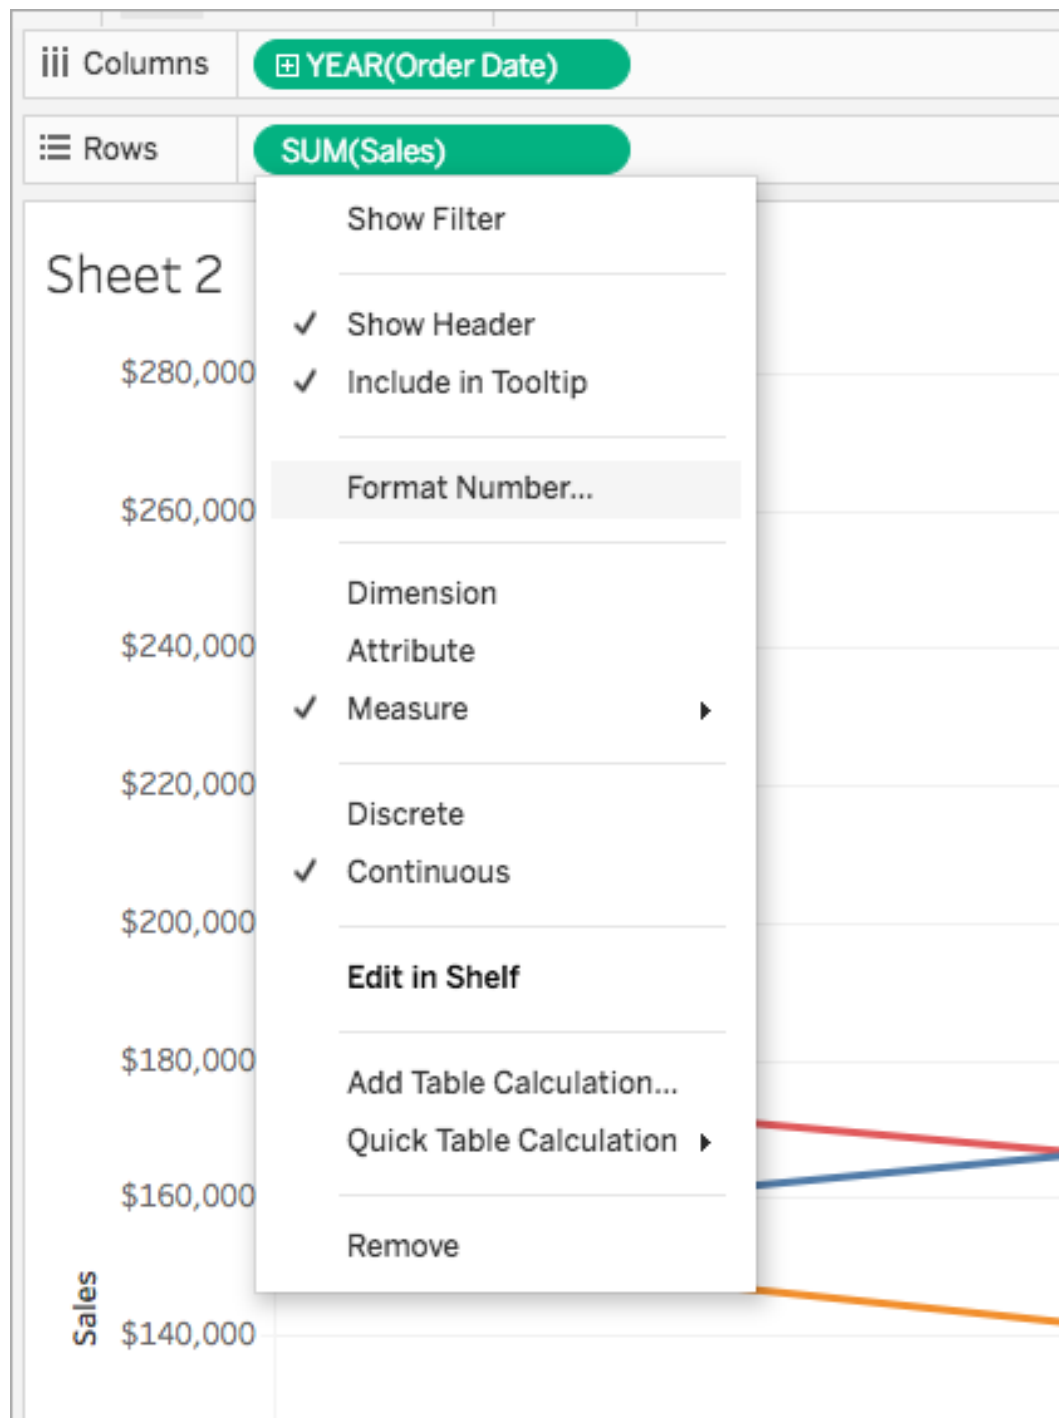 Columns
YEAR(Order Date)
Rows
SUM(Sales)
Sheet 2
Show Filter
Show Header
Include in Tooltip
Format Number...
Dimension
Attribute
Measure
Discrete
Continuous
Edit in Shelf
Add Table Calculation...
Quick Table Calculation
Remove
$280,000
$260,000
$240,000
$220,000
$200,000
$180,000
$160,000
$140,000
Sales